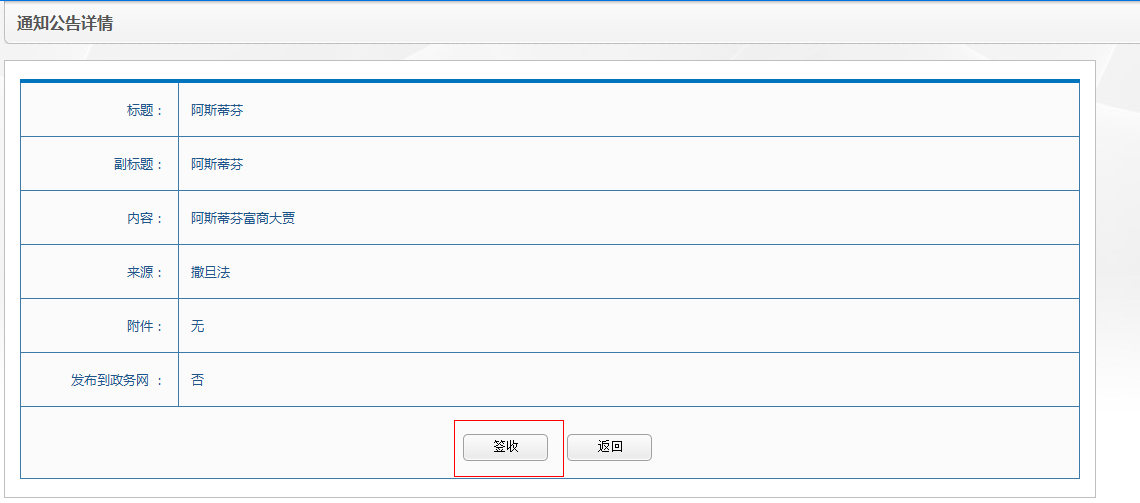 通知公告详情
标题： 阿斯蒂芬
副标题： 阿斯蒂芬
内容： 阿斯蒂芬富商大贾
来源： 撒旦法
附件： 无
发布到政务网 ： 否
签收 返回